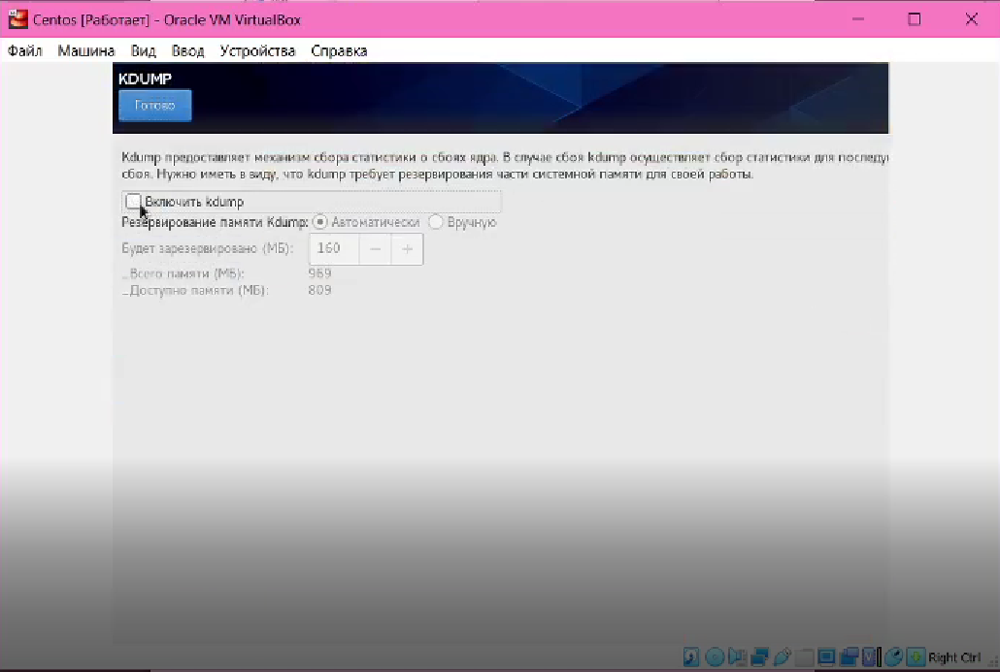 Centos [Работает] - Oracle VM VirtualBox
Файл Машина Вид Ввод Устройства Справка
KDUMP
Готово
Kdump предоставляет механизм сбора статистики о сбоях ядра. В случае сбоя kdump осуществляет сбор статистики для последу
сбоя. Нужно иметь в виду, что kdump требует резервирования части системной памяти для своей работы.
Включить kdump
Резервирование памяти Kdump: Автоматически Вручную
Будет зарезервировано (МБ): 160 − +
_Всего памяти (МБ): 969
_Доступно памяти (МБ): 809
Right Ctrl